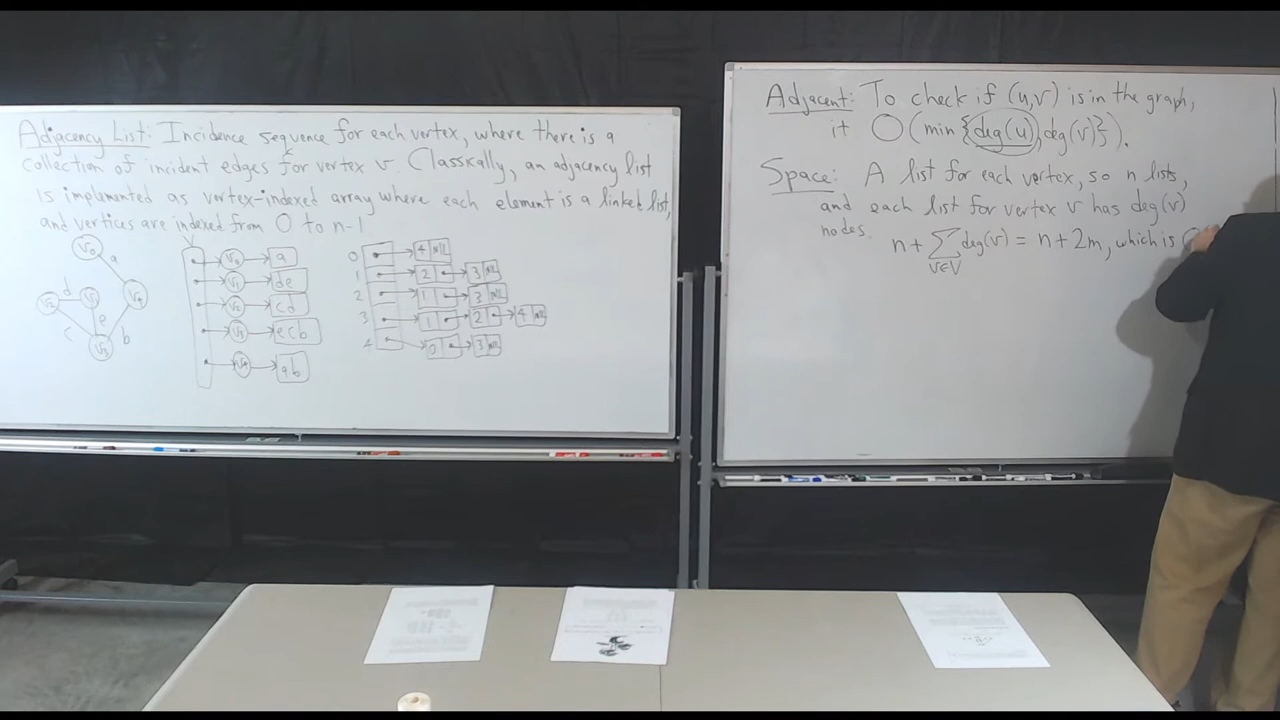 Adjacency List: Incidence sequence for each vertex, where there is a
collection of incident edges for vertex v. Classically, an adjacency list
is implemented as vertex-indexed array where each element is a linked list,
and vertices are indexed from 0 to n-1
V
v0 a
v1 de
v2 cd
v3 ecb
v4 ab
v0
a
d
v2 v1 v4
e
c b
v3
0 4 NIL
1 2 3 NIL
2 1 3 NIL
3 1 2 4 NIL
4 0 3 NIL
Adjacent: To check if (u,v) is in the graph,
it O(min{deg(u),deg(v)}).
Space: A list for each vertex, so n lists,
and each list for vertex v has deg(v)
nodes.
n+∑deg(v) = n+2m, which is
v∈V